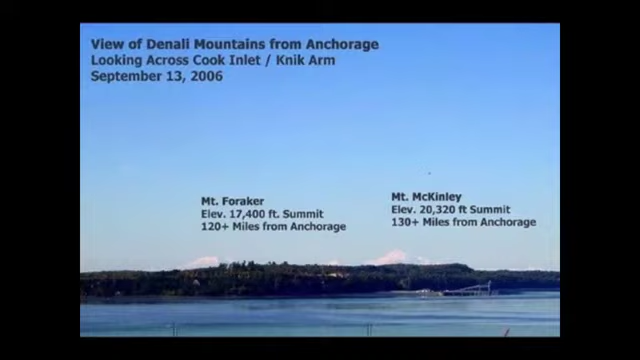 View of Denali Mountains from Anchorage
Looking Across Cook Inlet / Knik Arm
September 13, 2006
Mt. Foraker
Elev. 17,400 ft. Summit
120+ Miles from Anchorage
Mt. McKinley
Elev. 20,320 ft Summit
130+ Miles from Anchorage